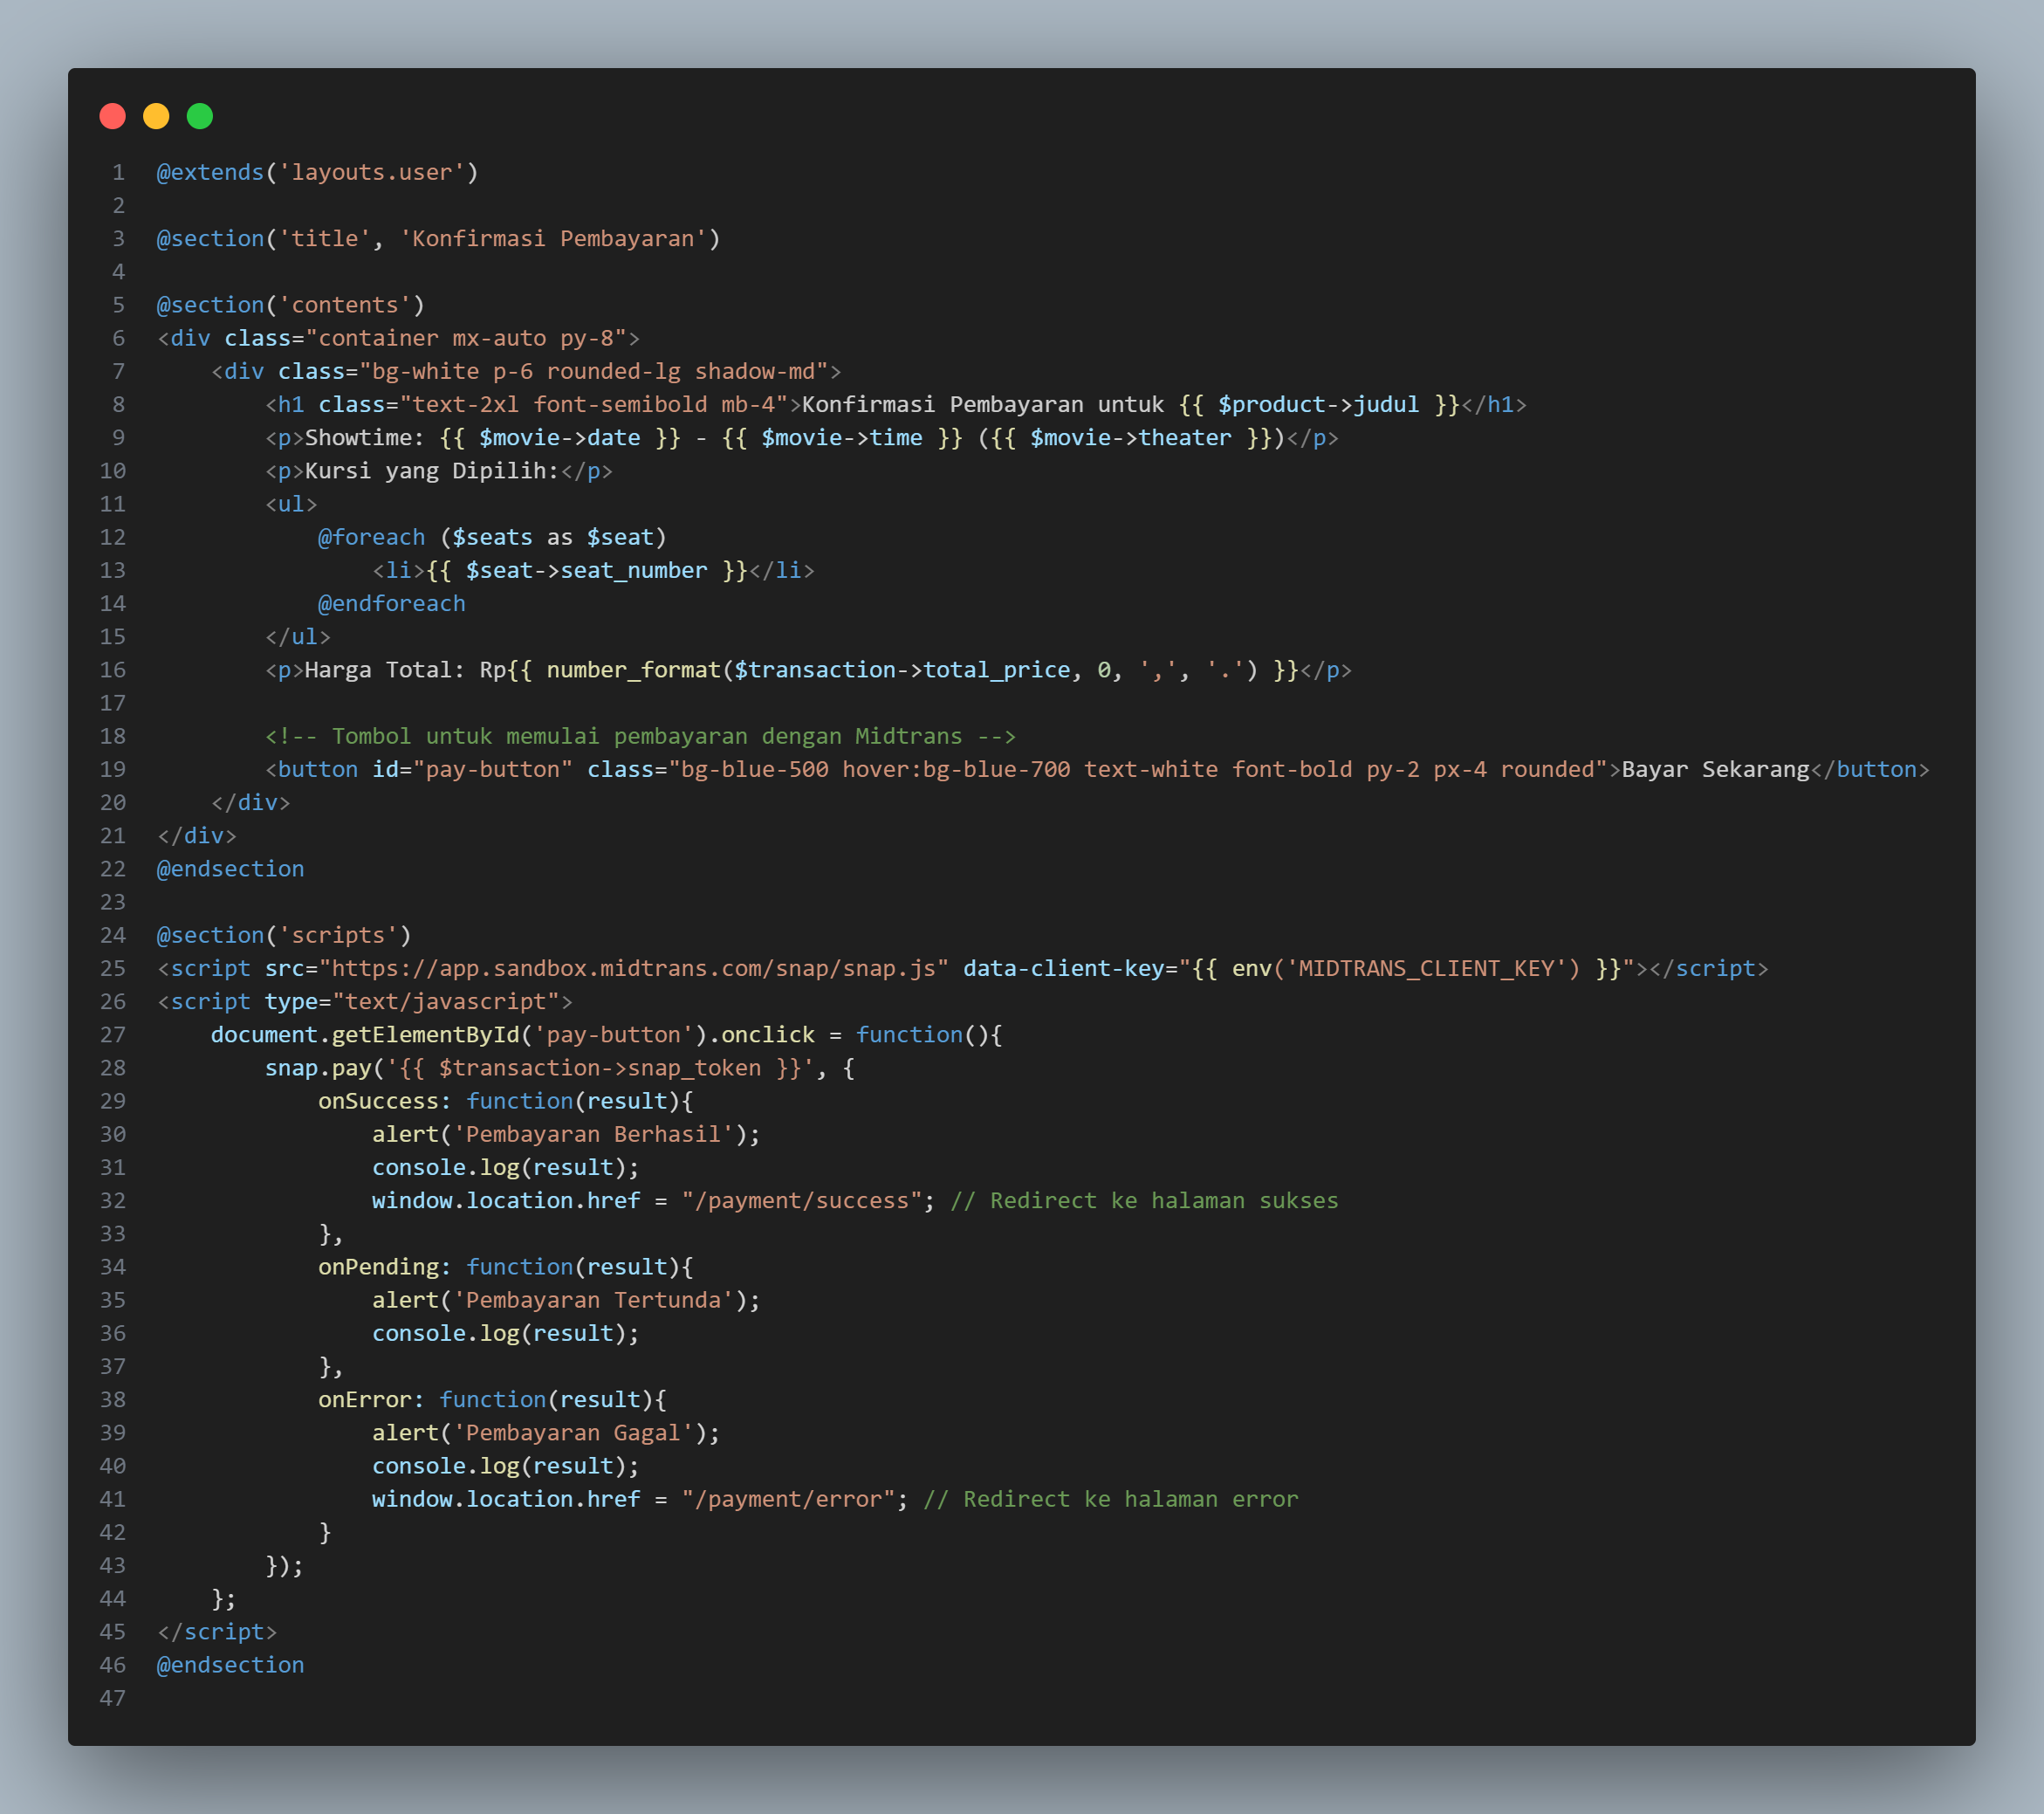 1 @extends('layouts.user')
2
3 @section('title', 'Konfirmasi Pembayaran')
4
5 @section('contents')
6 <div class="container mx-auto py-8">
7     <div class="bg-white p-6 rounded-lg shadow-md">
8         <h1 class="text-2xl font-semibold mb-4">Konfirmasi Pembayaran untuk {{ $product->judul }}</h1>
9         <p>Showtime: {{ $movie->date }} - {{ $movie->time }} ({{ $movie->theater }})</p>
10         <p>Kursi yang Dipilih:</p>
11         <ul>
12             @foreach ($seats as $seat)
13                 <li>{{ $seat->seat_number }}</li>
14             @endforeach
15         </ul>
16         <p>Harga Total: Rp{{ number_format($transaction->total_price, 0, ',', '.') }}</p>
17
18         <!-- Tombol untuk memulai pembayaran dengan Midtrans -->
19         <button id="pay-button" class="bg-blue-500 hover:bg-blue-700 text-white font-bold py-2 px-4 rounded">Bayar Sekarang</button>
20     </div>
21 </div>
22 @endsection
23
24 @section('scripts')
25 <script src="https://app.sandbox.midtrans.com/snap/snap.js" data-client-key="{{ env('MIDTRANS_CLIENT_KEY') }}"></script>
26 <script type="text/javascript">
27     document.getElementById('pay-button').onclick = function(){
28         snap.pay('{{ $transaction->snap_token }}', {
29             onSuccess: function(result){
30                 alert('Pembayaran Berhasil');
31                 console.log(result);
32                 window.location.href = "/payment/success"; // Redirect ke halaman sukses
33             },
34             onPending: function(result){
35                 alert('Pembayaran Tertunda');
36                 console.log(result);
37             },
38             onError: function(result){
39                 alert('Pembayaran Gagal');
40                 console.log(result);
41                 window.location.href = "/payment/error"; // Redirect ke halaman error
42             }
43         });
44     };
45 </script>
46 @endsection
47